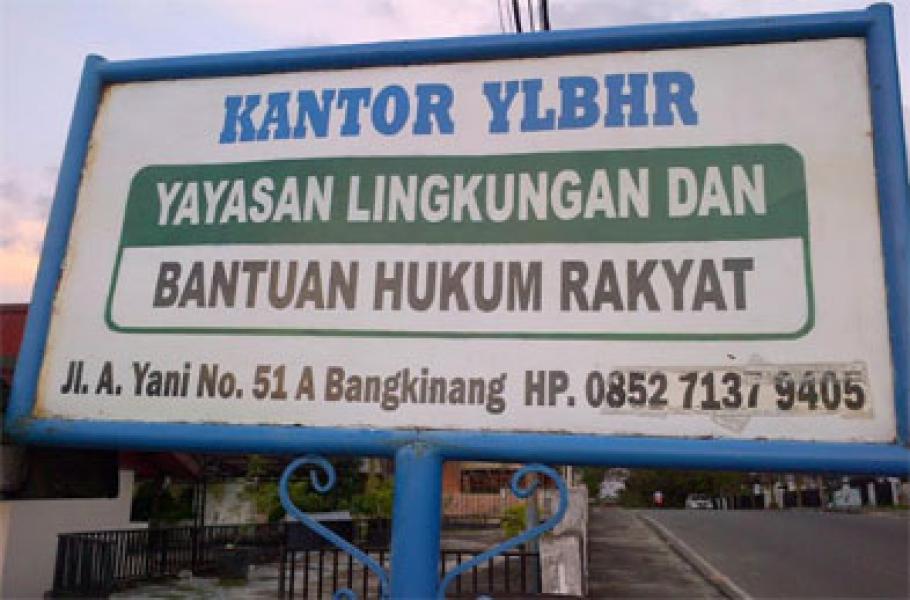 KANTOR YLBHR
YAYASAN LINGKUNGAN DAN
BANTUAN HUKUM RAKYAT
Jl. A. Yani No. 51 A Bangkinang HP. 0852 7137 9405